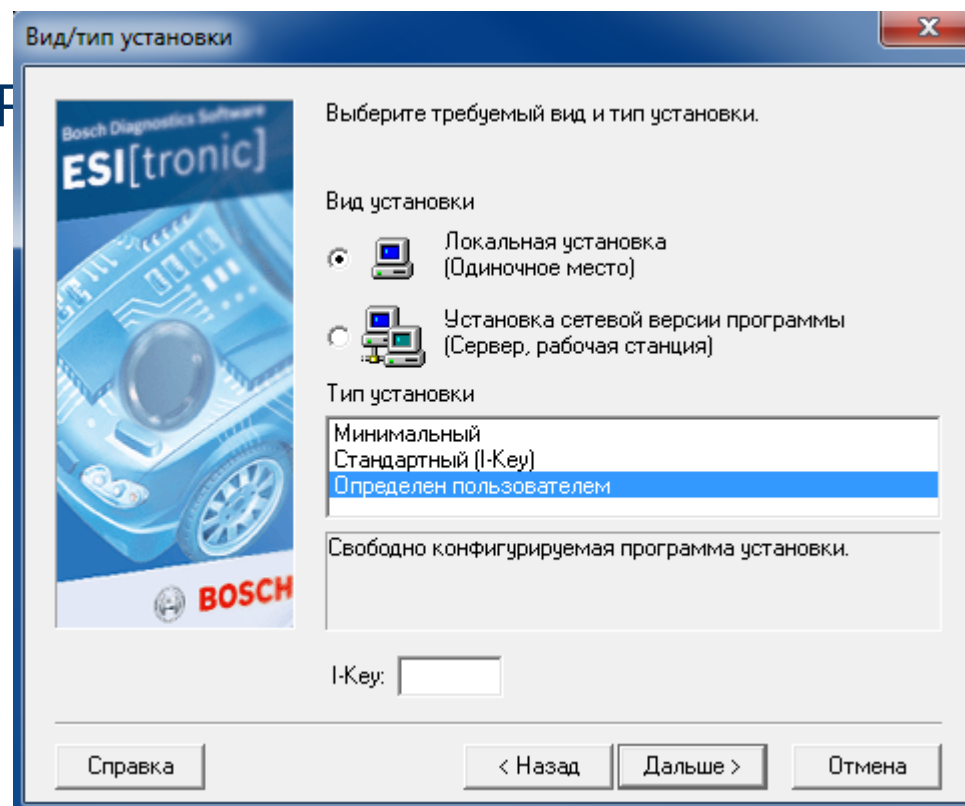 Вид/тип установки
Bosch Diagnostics Software
ESI[tronic]
BOSCH
Выберите требуемый вид и тип установки.
Вид установки
Локальная установка
(Одиночное место)
Установка сетевой версии программы
(Сервер, рабочая станция)
Тип установки
Минимальный
Стандартный (I-Key)
Определен пользователем
Свободно конфигурируемая программа установки.
I-Key:
Справка
< Назад
Дальше >
Отмена